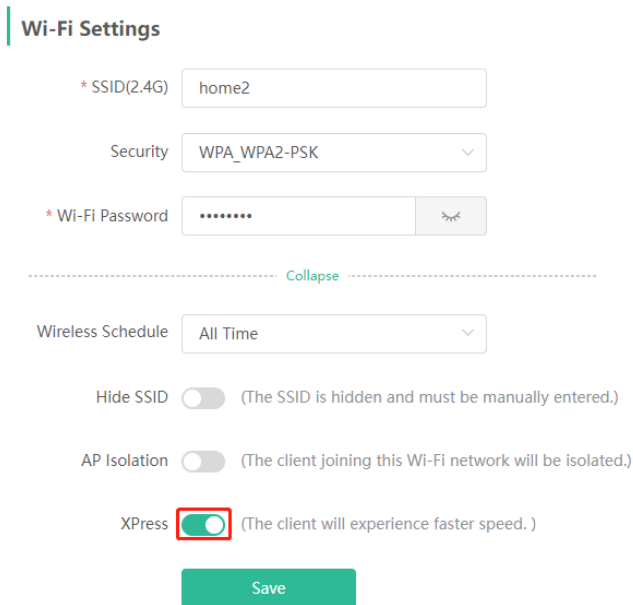 Wi-Fi Settings
* SSID(2.4G) home2
Security WPA_WPA2-PSK
* Wi-Fi Password ••••••••
Collapse
Wireless Schedule All Time
Hide SSID (The SSID is hidden and must be manually entered.)
AP Isolation (The client joining this Wi-Fi network will be isolated.)
XPress (The client will experience faster speed. )
Save